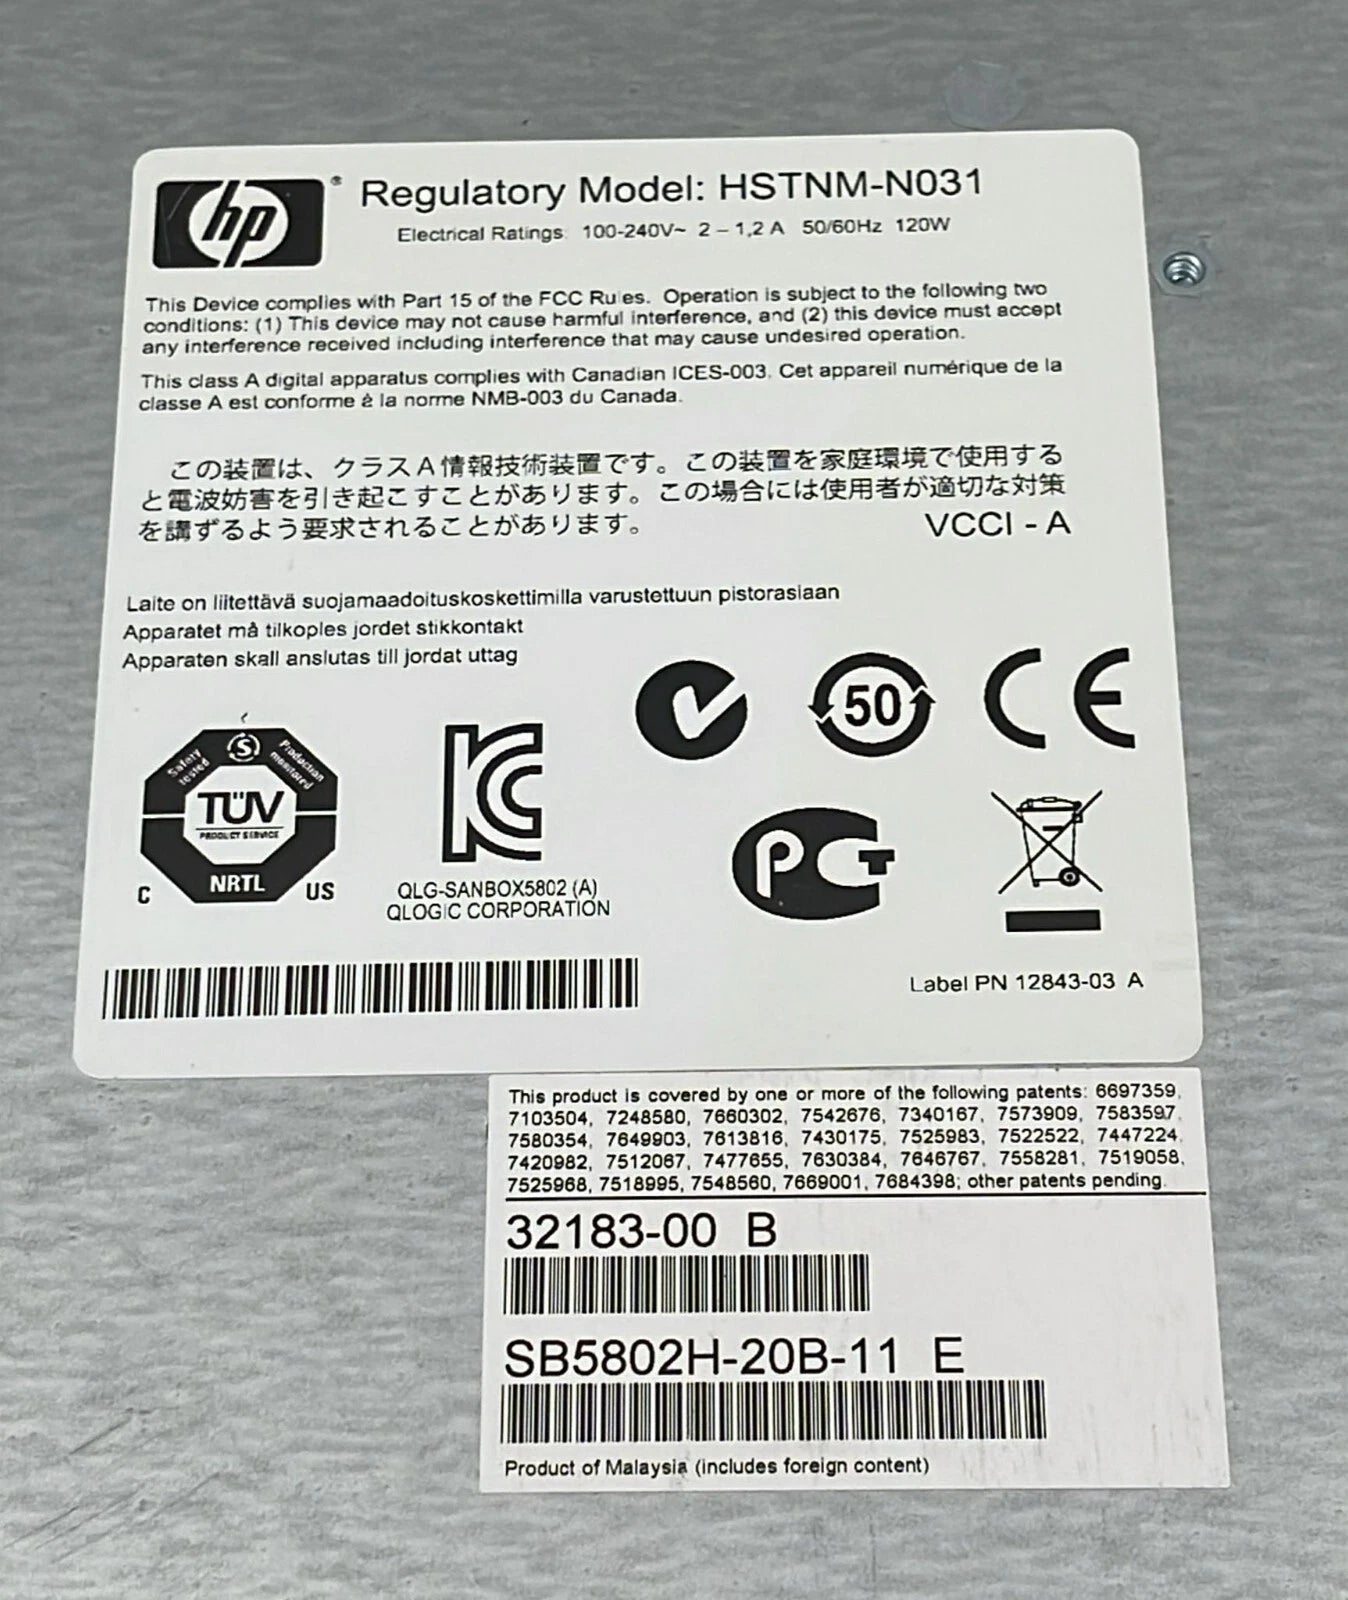 hp
Regulatory Model: HSTNM-N031
Electrical Ratings: 100-240V~ 2 – 1,2 A 50/60Hz 120W
This Device complies with Part 15 of the FCC Rules. Operation is subject to the following two
conditions: (1) This device may not cause harmful interference, and (2) this device must accept
any interference received including interference that may cause undesired operation.
This class A digital apparatus complies with Canadian ICES-003. Cet appareil numérique de la
classe A est conforme à la norme NMB-003 du Canada.
この装置は、クラスA情報技術装置です。この装置を家庭環境で使用する
と電波妨害を引き起こすことがあります。この場合には使用者が適切な対策
を講ずるよう要求されることがあります。
VCCI - A
Laite on liitettävä suojamaadoituskoskettimilla varustettuun pistorasiaan
Apparatet må tilkoples jordet stikkontakt
Apparaten skall anslutas till jordat uttag
50
CE
Safety tested
S
Production monitored
TÜV
PRODUCT SERVICE
NRTL
C
US
KC
QLG-SANBOX5802 (A)
QLOGIC CORPORATION
PCT
Label PN 12843-03 A
This product is covered by one or more of the following patents: 6697359,
7103504, 7248580, 7660302, 7542676, 7340167, 7573909, 7583597,
7580354, 7649903, 7613816, 7430175, 7525983, 7522522, 7447224,
7420982, 7512067, 7477655, 7630384, 7646767, 7558281, 7519058,
7525968, 7518995, 7548560, 7669001, 7684398; other patents pending.
32183-00 B
SB5802H-20B-11 E
Product of Malaysia (includes foreign content)